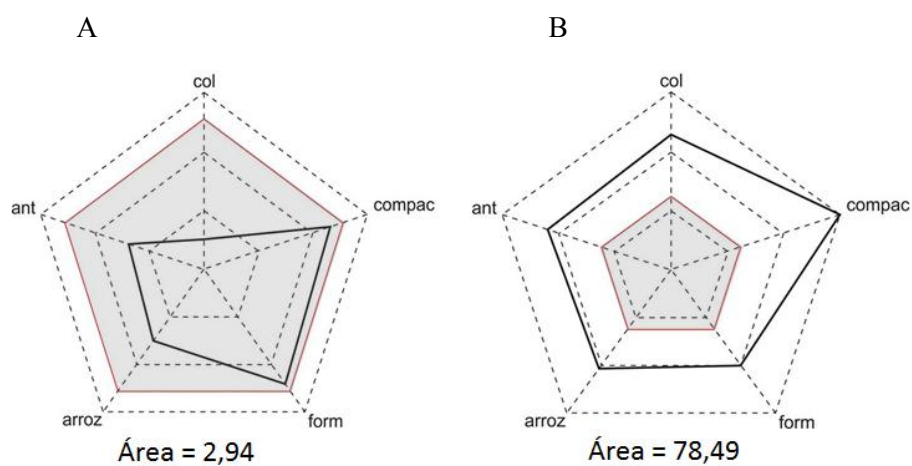 A
B
col
col
ant
compac
ant
compac
arroz
form
arroz
form
Área = 2,94
Área = 78,49